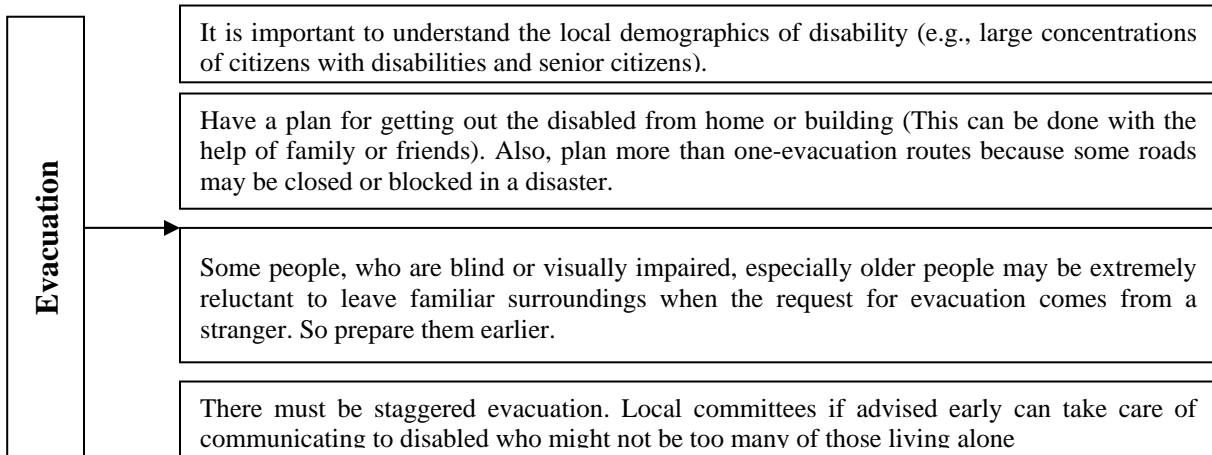 Evacuation
It is important to understand the local demographics of disability (e.g., large concentrations
of citizens with disabilities and senior citizens).
Have a plan for getting out the disabled from home or building (This can be done with the
help of family or friends). Also, plan more than one-evacuation routes because some roads
may be closed or blocked in a disaster.
Some people, who are blind or visually impaired, especially older people may be extremely
reluctant to leave familiar surroundings when the request for evacuation comes from a
stranger. So prepare them earlier.
There must be staggered evacuation. Local committees if advised early can take care of
communicating to disabled who might not be too many of those living alone